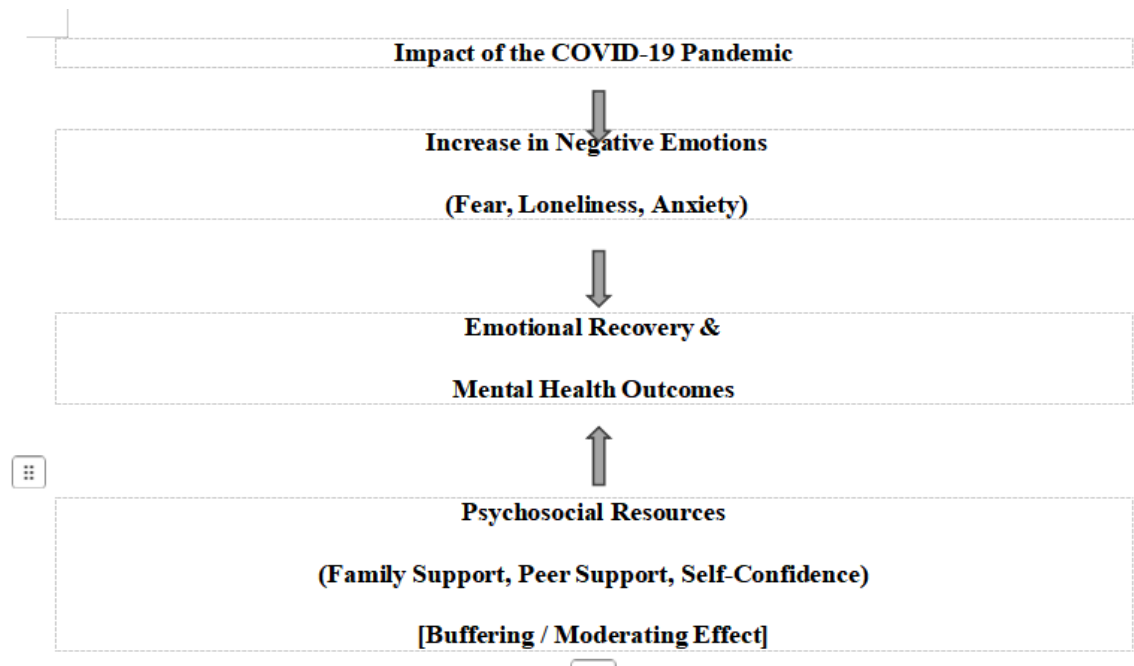 Impact of the COVID-19 Pandemic
Increase in Negative Emotions
(Fear, Loneliness, Anxiety)
Emotional Recovery &
Mental Health Outcomes
Psychosocial Resources
(Family Support, Peer Support, Self-Confidence)
[Buffering / Moderating Effect]